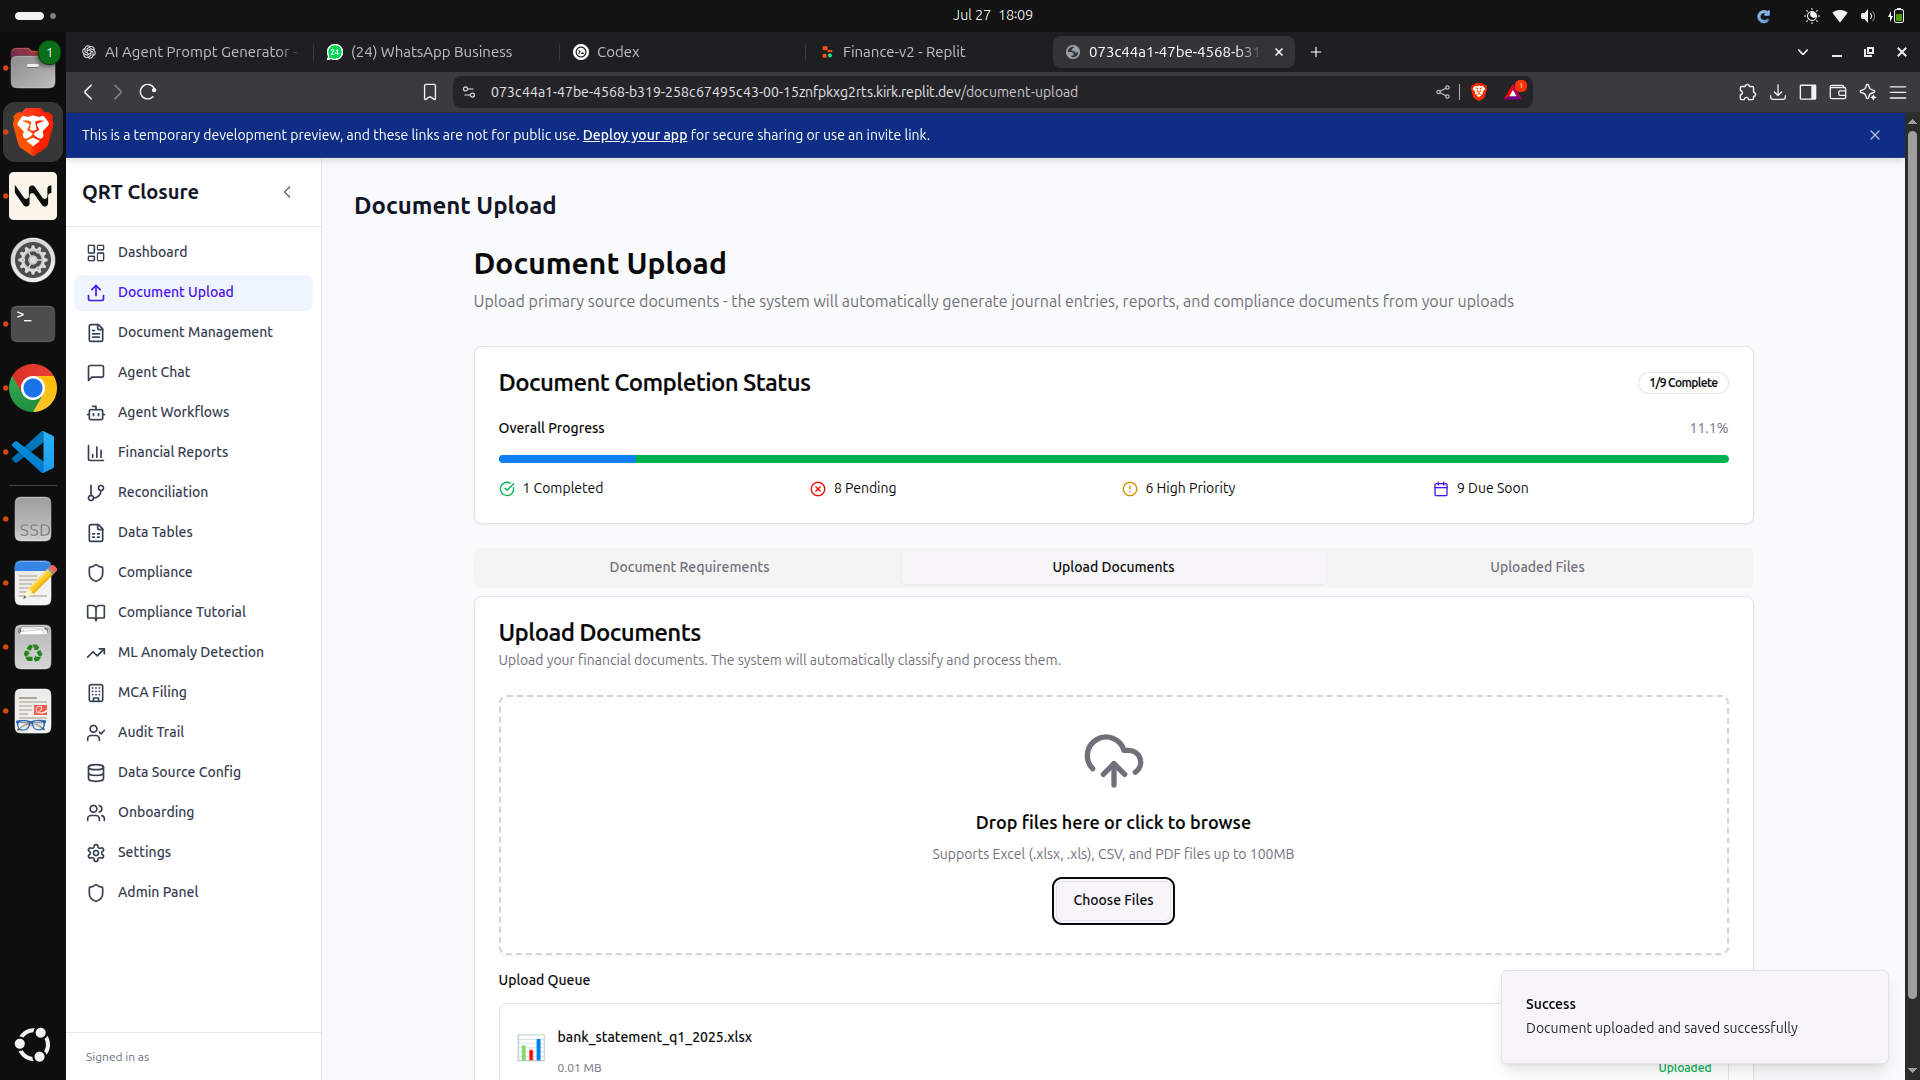 Jul 27 18:09
1
AI Agent Prompt Generator -
24
(24) WhatsApp Business
Codex
Finance-v2 - Replit
073c44a1-47be-4568-b31
073c44a1-47be-4568-b319-258c67495c43-00-15znfpkxg2rts.kirk.replit.dev/document-upload
1
This is a temporary development preview, and these links are not for public use. Deploy your app for secure sharing or use an invite link.
QRT Closure
Dashboard
Document Upload
Document Management
Agent Chat
Agent Workflows
Financial Reports
Reconciliation
Data Tables
Compliance
Compliance Tutorial
ML Anomaly Detection
MCA Filing
Audit Trail
Data Source Config
Onboarding
Settings
Admin Panel
Signed in as
SSD
Document Upload
Document Upload
Upload primary source documents - the system will automatically generate journal entries, reports, and compliance documents from your uploads
Document Completion Status
1/9 Complete
Overall Progress
11.1%
1 Completed
8 Pending
6 High Priority
9 Due Soon
Document Requirements
Upload Documents
Uploaded Files
Upload Documents
Upload your financial documents. The system will automatically classify and process them.
Drop files here or click to browse
Supports Excel (.xlsx, .xls), CSV, and PDF files up to 100MB
Choose Files
Upload Queue
bank_statement_q1_2025.xlsx
0.01 MB
Uploaded
Success
Document uploaded and saved successfully